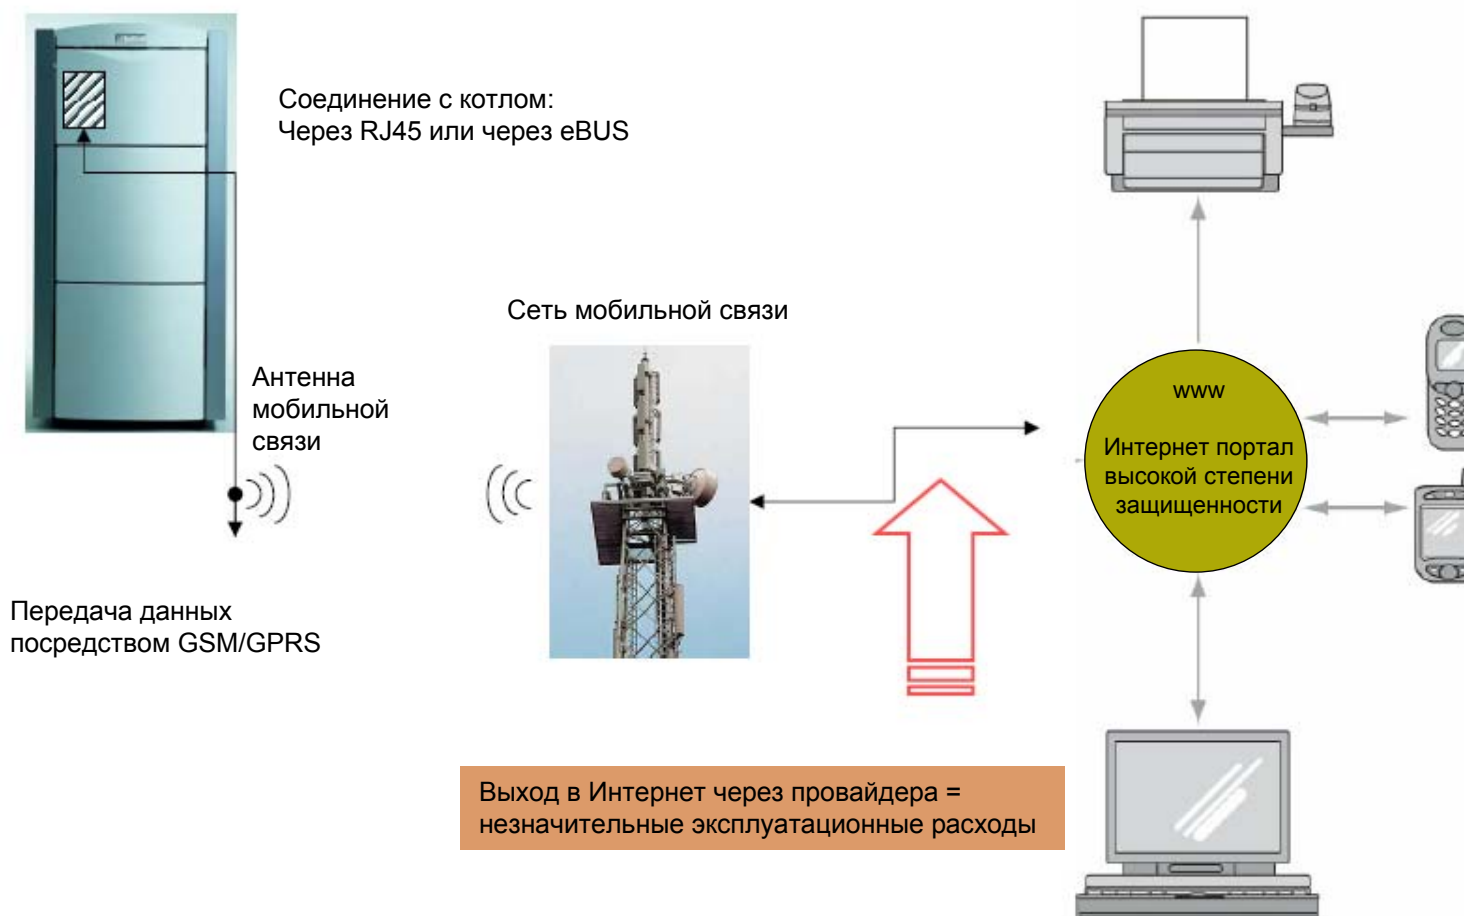 Соединение с котлом:
Через RJ45 или через eBUS
Сеть мобильной связи
Антенна
мобильной
связи
www
Интернет портал
высокой степени
защищенности
Передача данных
посредством GSM/GPRS
Выход в Интернет через провайдера =
незначительные эксплуатационные расходы